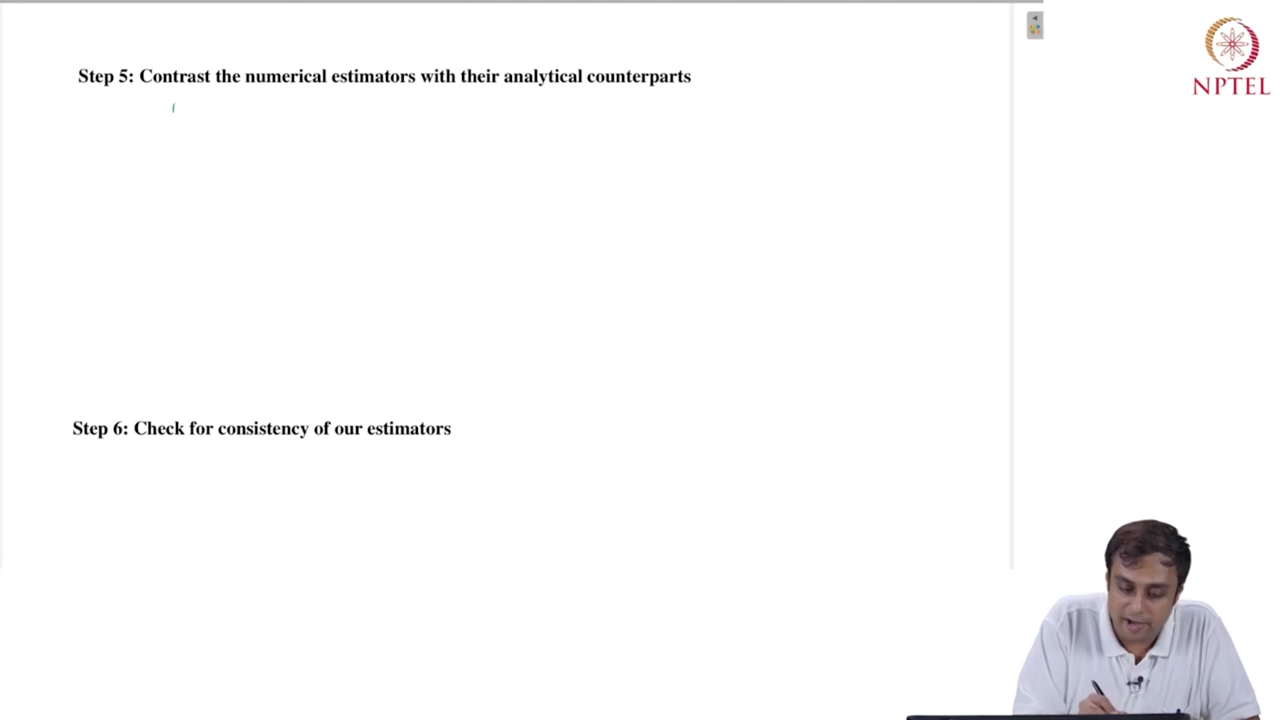 Step 5: Contrast the numerical estimators with their analytical counterparts
NPTEL
Step 6: Check for consistency of our estimators